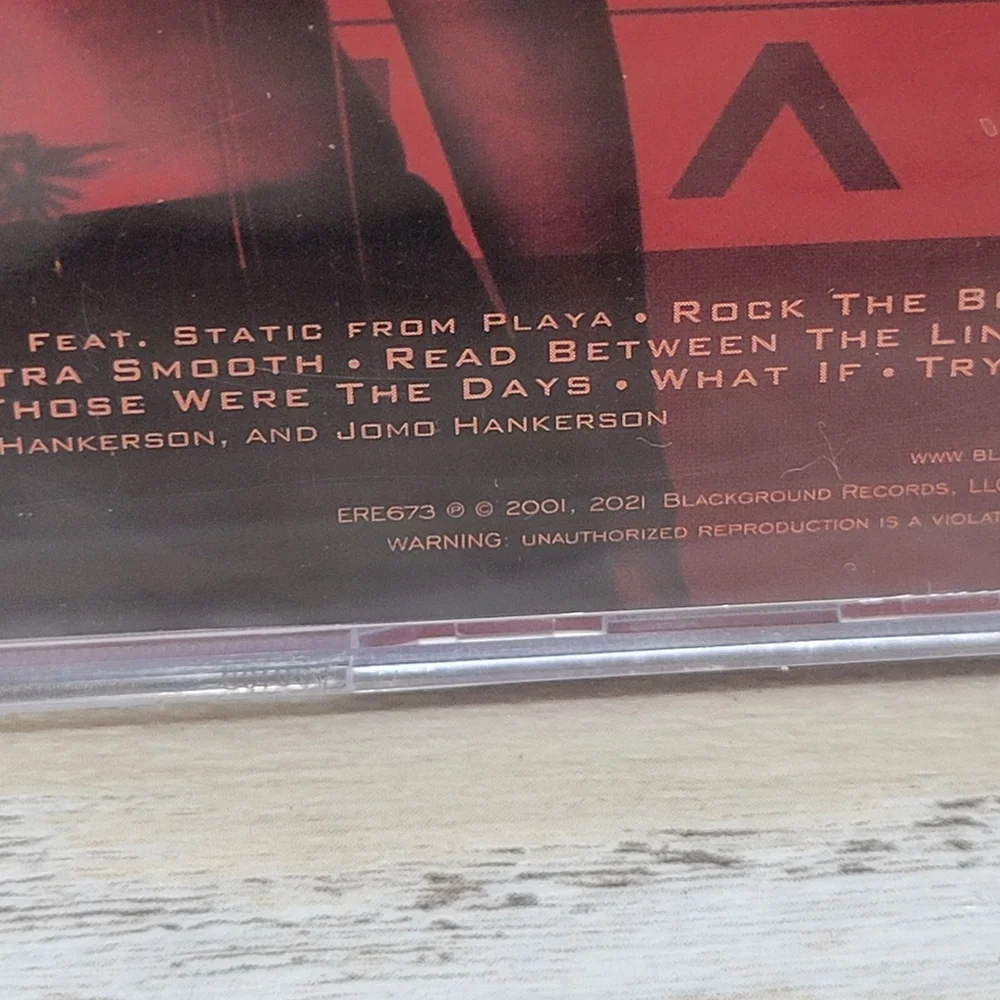 Λ
FEAT. STATIC FROM PLAYA • ROCK THE
SMOOTH • READ BETWEEN THE
THOSE WERE THE DAYS • WHAT IF • TRY
HANKERSON, AND JOMO HANKERSON
WWW
ERE673 ℗ © 2001, 2021 BLACKGROUND RECORDS, LLC
WARNING: UNAUTHORIZED REPRODUCTION IS A